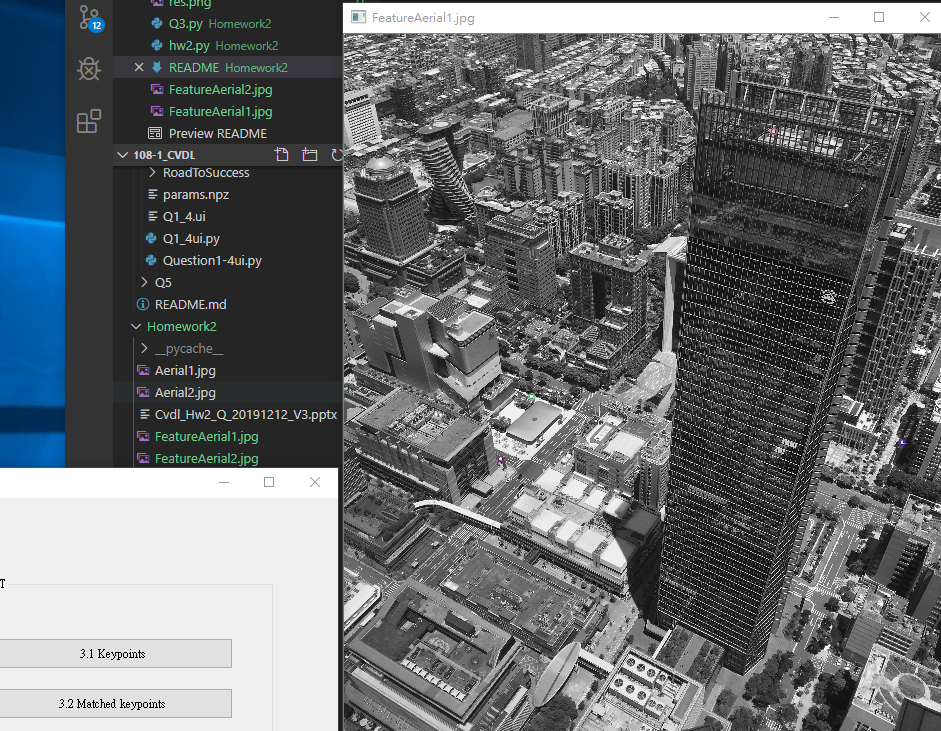 res.png
12
Q3.py Homework2
hw2.py Homework2
README Homework2
FeatureAerial2.jpg
FeatureAerial1.jpg
Preview README
108-1_CVDL
RoadToSuccess
params.npz
Q1_4.ui
Q1_4ui.py
Question1-4ui.py
Q5
README.md
Homework2
__pycache__
Aerial1.jpg
Aerial2.jpg
Cvdl_Hw2_Q_20191212_V3.pptx
FeatureAerial1.jpg
FeatureAerial2.jpg
T
3.1 Keypoints
3.2 Matched keypoints
FeatureAerial1.jpg